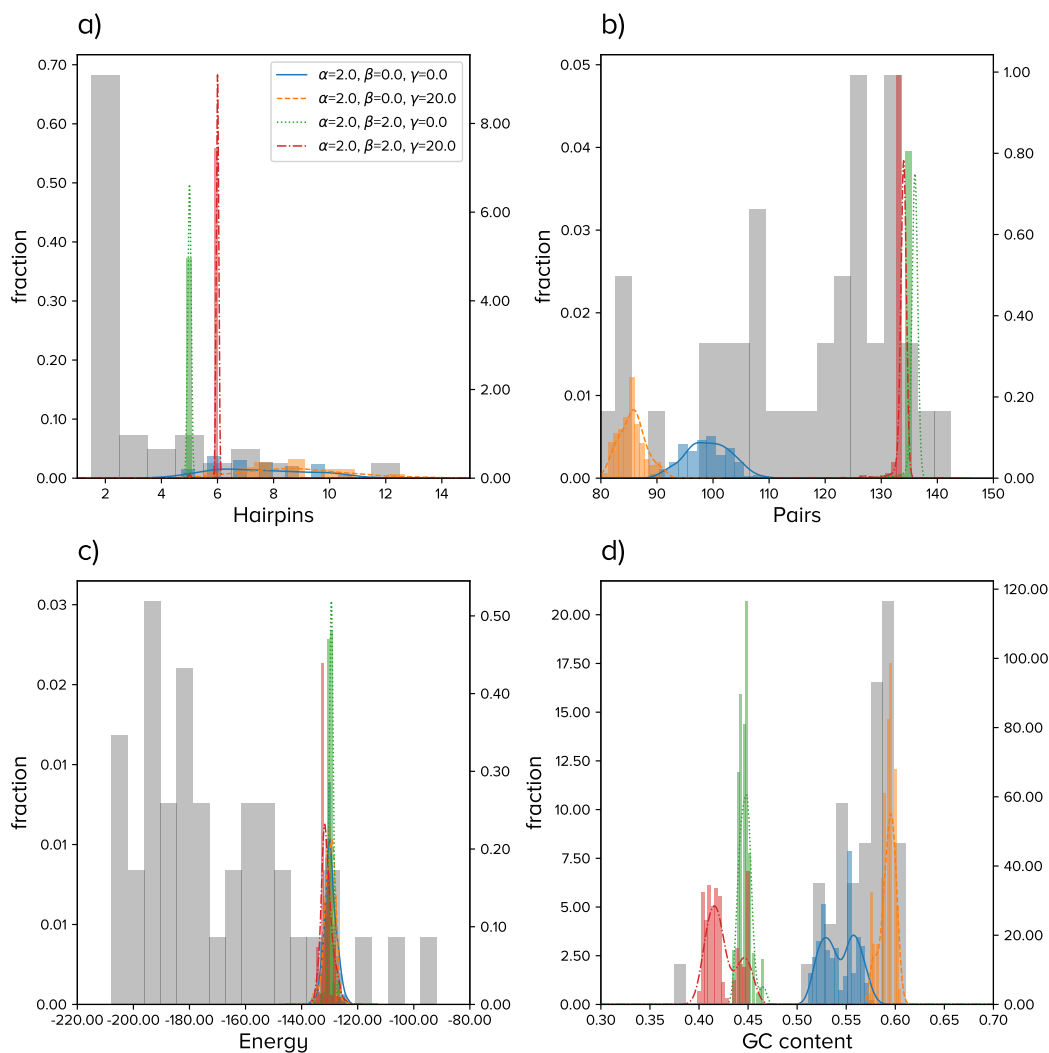 a)
b)
0.70
0.60
0.50
0.40
0.30
0.20
0.10
0.00
fraction
8.00
6.00
4.00
2.00
0.00
α=2.0, β=0.0, γ=0.0
α=2.0, β=0.0, γ=20.0
α=2.0, β=2.0, γ=0.0
α=2.0, β=2.0, γ=20.0
2 4 6 8 10 12 14
Hairpins
0.05
0.04
0.03
0.02
0.01
0.00
fraction
1.00
0.80
0.60
0.40
0.20
0.00
80 90 100 110 120 130 140 150
Pairs
c)
d)
0.03
0.02
0.01
0.01
0.01
0.00
fraction
0.50
0.40
0.30
0.20
0.10
0.00
-220.00 -200.00 -180.00 -160.00 -140.00 -120.00 -100.00 -80.00
Energy
20.00
17.50
15.00
12.50
10.00
7.50
5.00
2.50
0.00
fraction
120.00
100.00
80.00
60.00
40.00
20.00
0.00
0.30 0.35 0.40 0.45 0.50 0.55 0.60 0.65 0.70
GC content